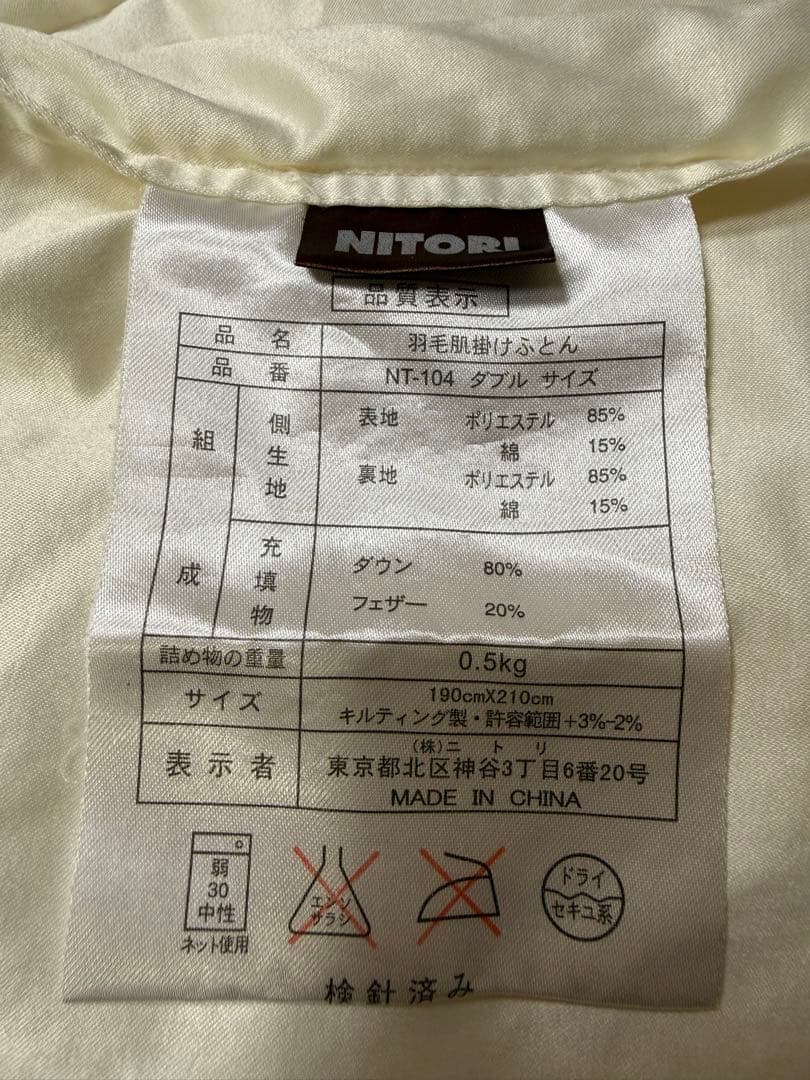 NITORI
品質表示
品 名 羽毛肌掛けふとん
品 番 NT-104 ダブル サイズ
組成 側生地 表地 ポリエステル 85%
綿 15%
裏地 ポリエステル 85%
綿 15%
充填物 ダウン 80%
フェザー 20%
詰め物の重量 0.5kg
サイズ 190cmX210cm
キルティング製・許容範囲+3%-2%
表示者 (株)ニトリ
東京都北区神谷3丁目6番20号
MADE IN CHINA
弱
30
中性
ネット使用
エンソ
サラシ
ドライ
セキユ系
検針済み